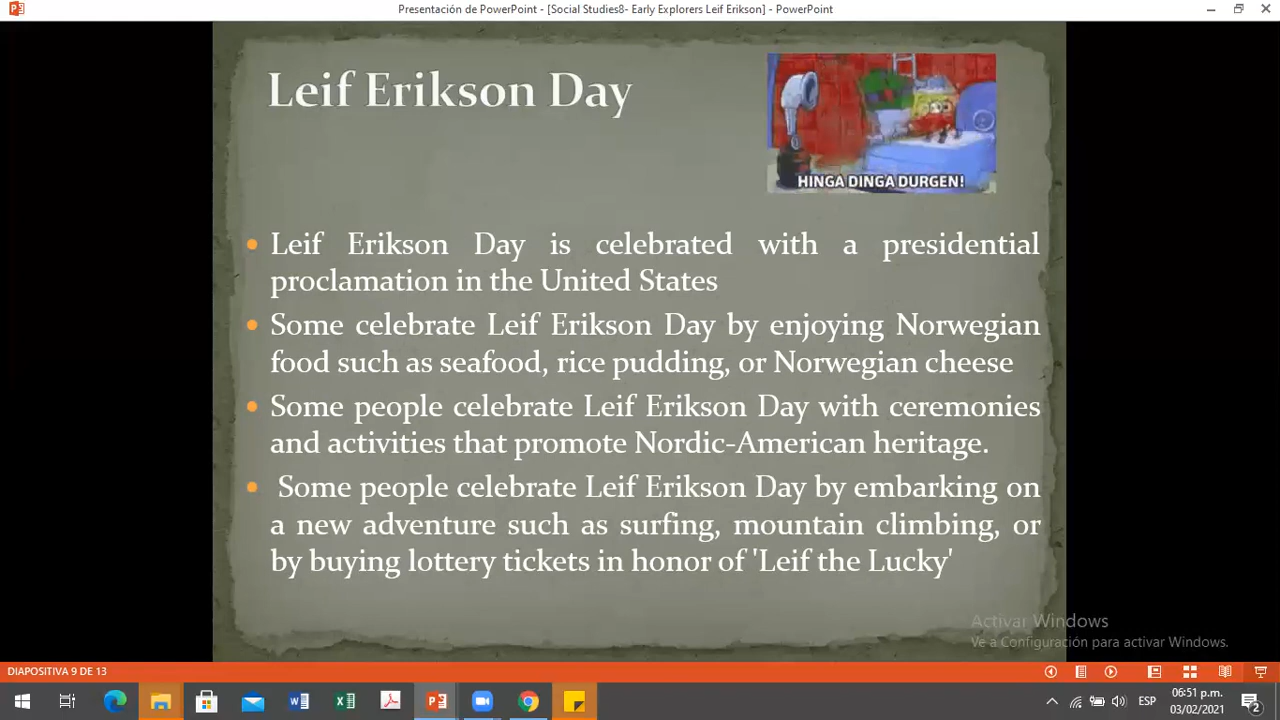 Presentación de PowerPoint - [Social Studies8- Early Explorers Leif Erikson] - PowerPoint
Leif Erikson Day
HINGA DINGA DURGEN!
Leif Erikson Day is celebrated with a presidential
proclamation in the United States
Some celebrate Leif Erikson Day by enjoying Norwegian
food such as seafood, rice pudding, or Norwegian cheese
Some people celebrate Leif Erikson Day with ceremonies
and activities that promote Nordic-American heritage.
Some people celebrate Leif Erikson Day by embarking on
a new adventure such as surfing, mountain climbing, or
by buying lottery tickets in honor of 'Leif the Lucky'
Activar Windows
Ve a Configuración para activar Windows.
DIAPOSITIVA 9 DE 13
ESP
06:51 p.m.
03/02/2021
2